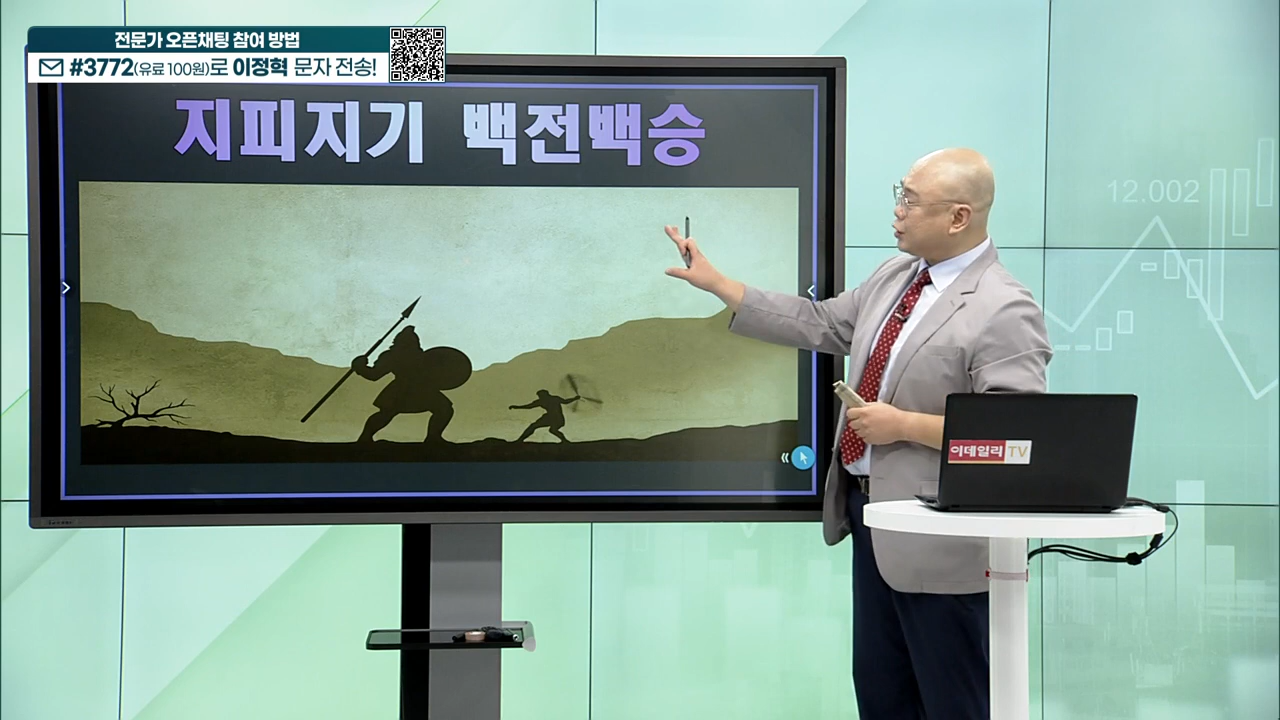 전문가 오픈채팅 참여 방법
#3772(유료 100원)로 이정혁 문자 전송!
지피지기 백전백승
12.002
이데일리 TV